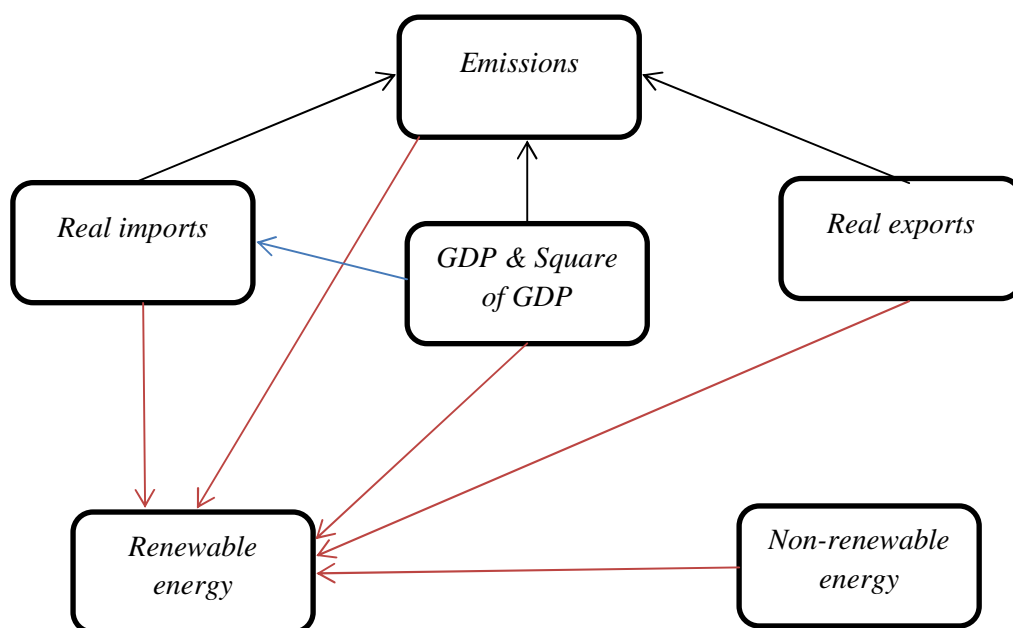 Emissions
Real imports
GDP & Square
of GDP
Real exports
Renewable
energy
Non-renewable
energy